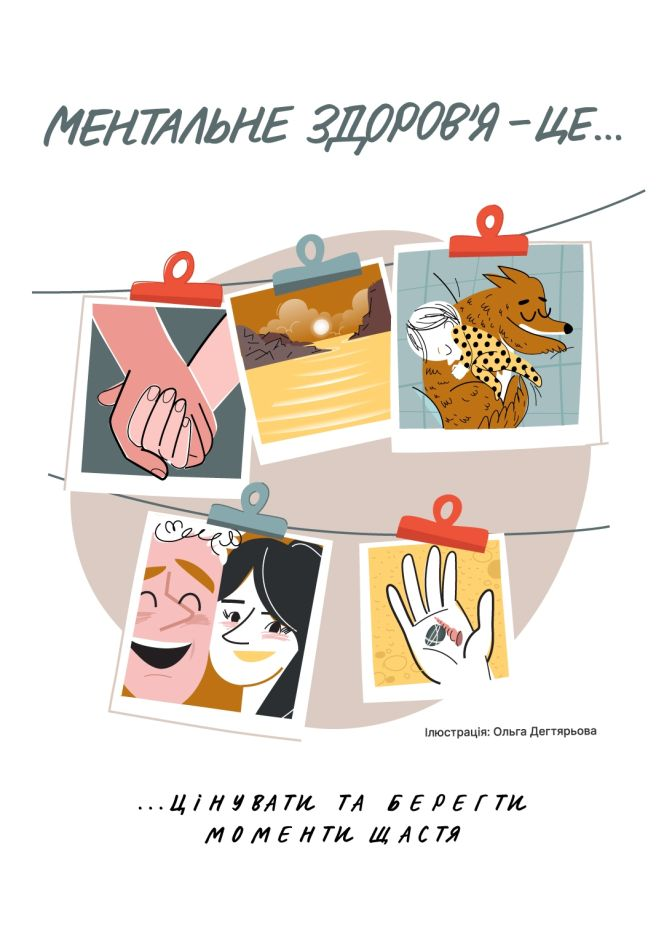 МЕНТАЛЬНЕ ЗДОРОВ'Я – ЦЕ...
Ілюстрація: Ольга Дегтярьова
...ЦІНУВАТИ ТА БЕРЕГТИ
МОМЕНТИ ЩАСТЯ